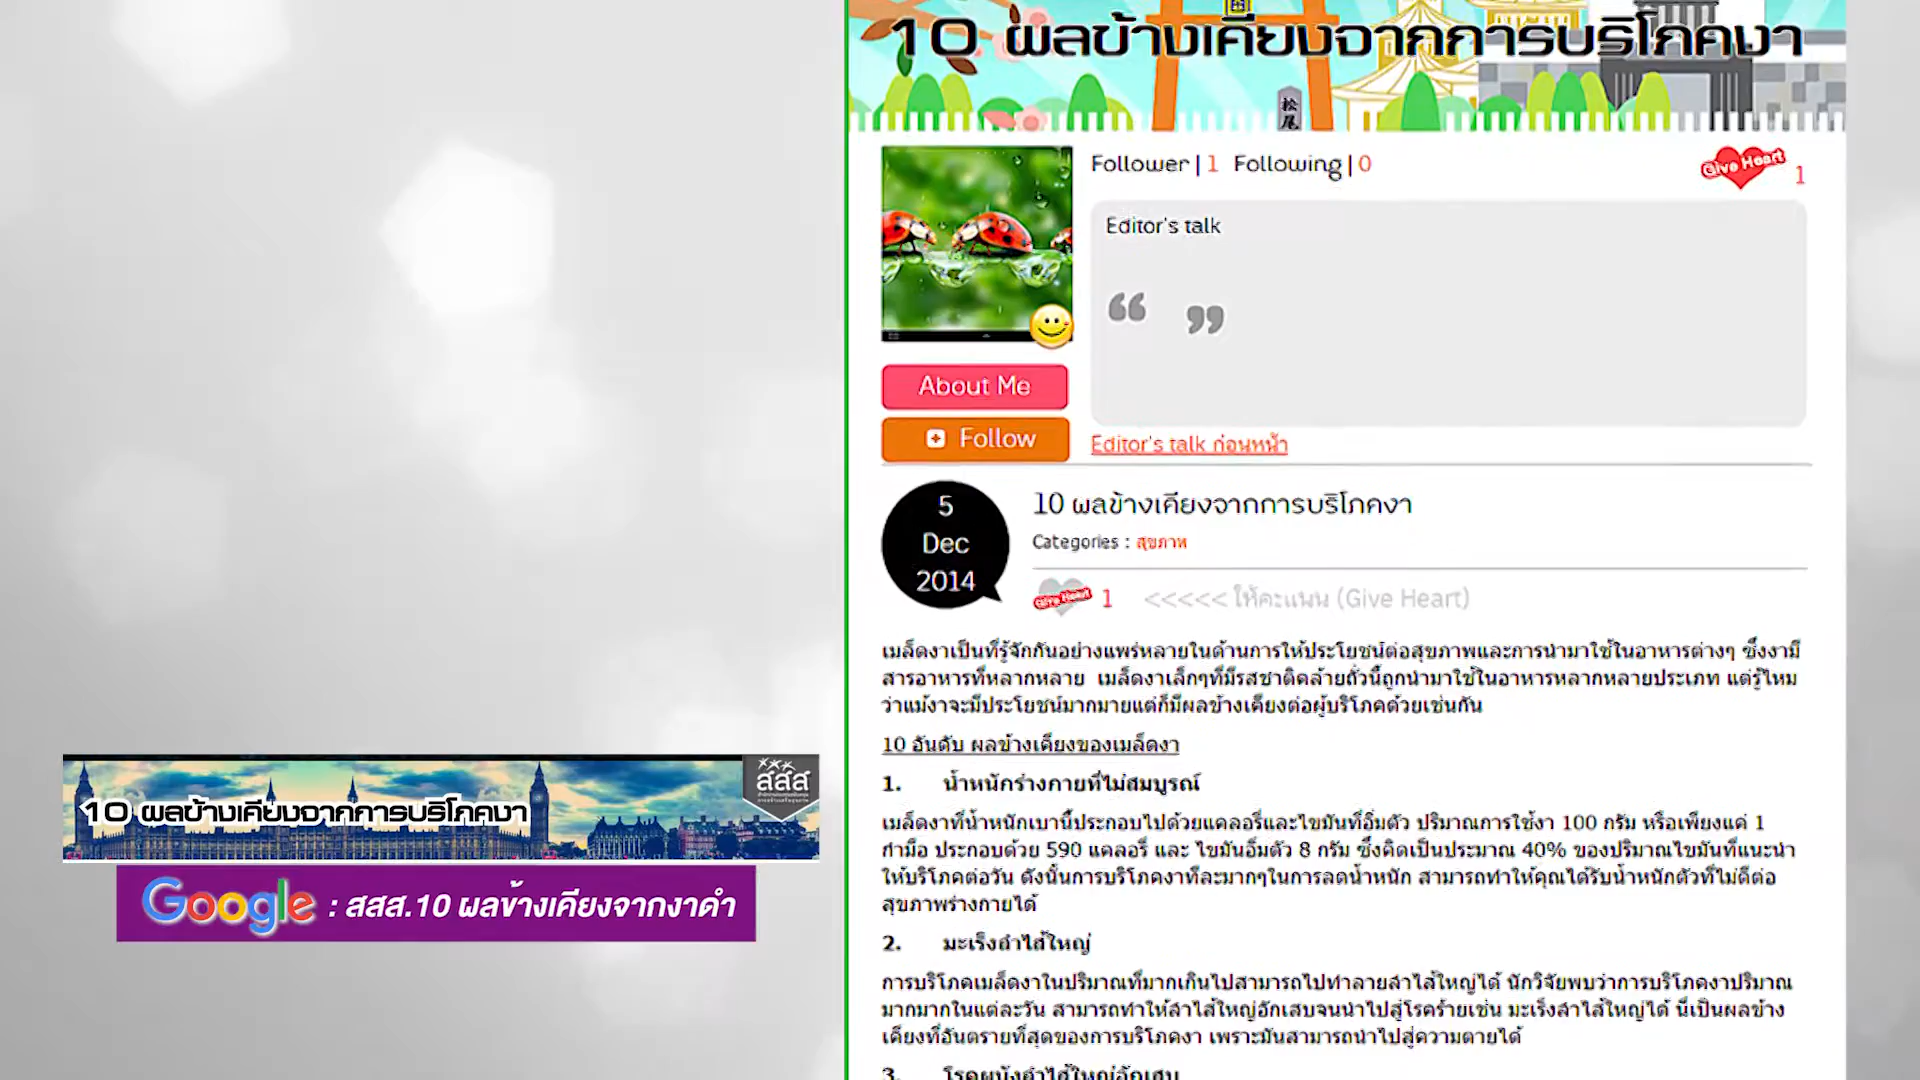 10 ผลข้างเคียงจากการบริโภคงา
松尾
Follower | 1 Following | 0
Give Heart 1
Editor's talk
“ ”
About Me
Follow
Editor's talk ก่อนหน้า
5
Dec
2014
10 ผลข้างเคียงจากการบริโภคงา
Categories : สุขภาพ
Give Heart 1 <<<<< ให้คะแนน (Give Heart)
เมล็ดงาเป็นที่รู้จักกันอย่างแพร่หลายในด้านการให้ประโยชน์ต่อสุขภาพและการนำมาใช้ในอาหารต่างๆ ซึ่งงามี
สารอาหารที่หลากหลาย เมล็ดงาเล็กๆที่มีรสชาติคล้ายถั่วนี้ถูกนำมาใช้ในอาหารหลากหลายประเภท แต่รู้ไหม
ว่าแม้งาจะมีประโยชน์มากมายแต่ก็มีผลข้างเคียงต่อผู้บริโภคด้วยเช่นกัน
10 อันดับ ผลข้างเคียงของเมล็ดงา
1. น้ำหนักร่างกายที่ไม่สมบูรณ์
เมล็ดงาที่น้ำหนักเบานี้ประกอบไปด้วยแคลอรี่และไขมันที่อิ่มตัว ปริมาณการใช้งา 100 กรัม หรือเพียงแค่ 1
กำมือ ประกอบด้วย 590 แคลอรี่ และ ไขมันอิ่มตัว 8 กรัม ซึ่งคิดเป็นประมาณ 40% ของปริมาณไขมันที่แนะนำ
ให้บริโภคต่อวัน ดังนั้นการบริโภคงาทีละมากๆในการลดน้ำหนัก สามารถทำให้คุณได้รับน้ำหนักตัวที่ไม่ดีต่อ
สุขภาพร่างกายได้
2. มะเร็งลำไส้ใหญ่
การบริโภคเมล็ดงาในปริมาณที่มากเกินไปสามารถไปทำลายลำไส้ใหญ่ได้ นักวิจัยพบว่าการบริโภคงาปริมาณ
มากมากในแต่ละวัน สามารถทำให้ลำไส้ใหญ่อักเสบจนนำไปสู่โรคร้ายเช่น มะเร็งลำไส้ใหญ่ได้ นี่เป็นผลข้าง
เคียงที่อันตรายที่สุดของการบริโภคงา เพราะมันสามารถนำไปสู่ความตายได้
3. โรคผนังลำไส้ใหญ่อักเสบ
10 ผลข้างเคียงจากการบริโภคงา
สสส
Google : สสส.10 ผลข้างเคียงจากงาดำ